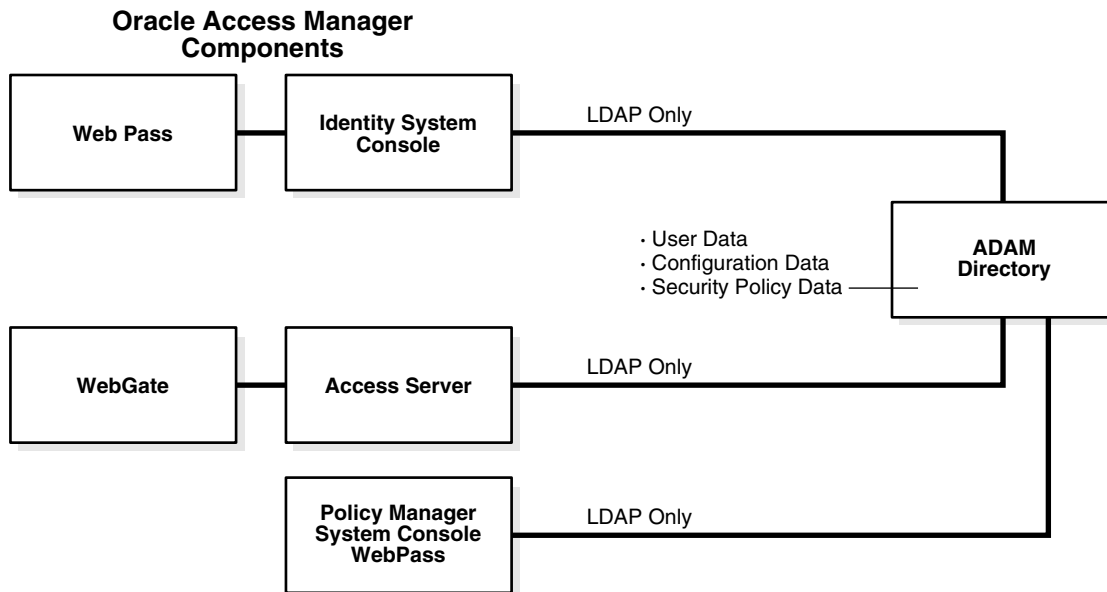 Oracle Access Manager
Components
Web Pass
Identity System
Console
LDAP Only
· User Data
· Configuration Data
· Security Policy Data
ADAM
Directory
WebGate
Access Server
LDAP Only
Policy Manager
System Console
WebPass
LDAP Only